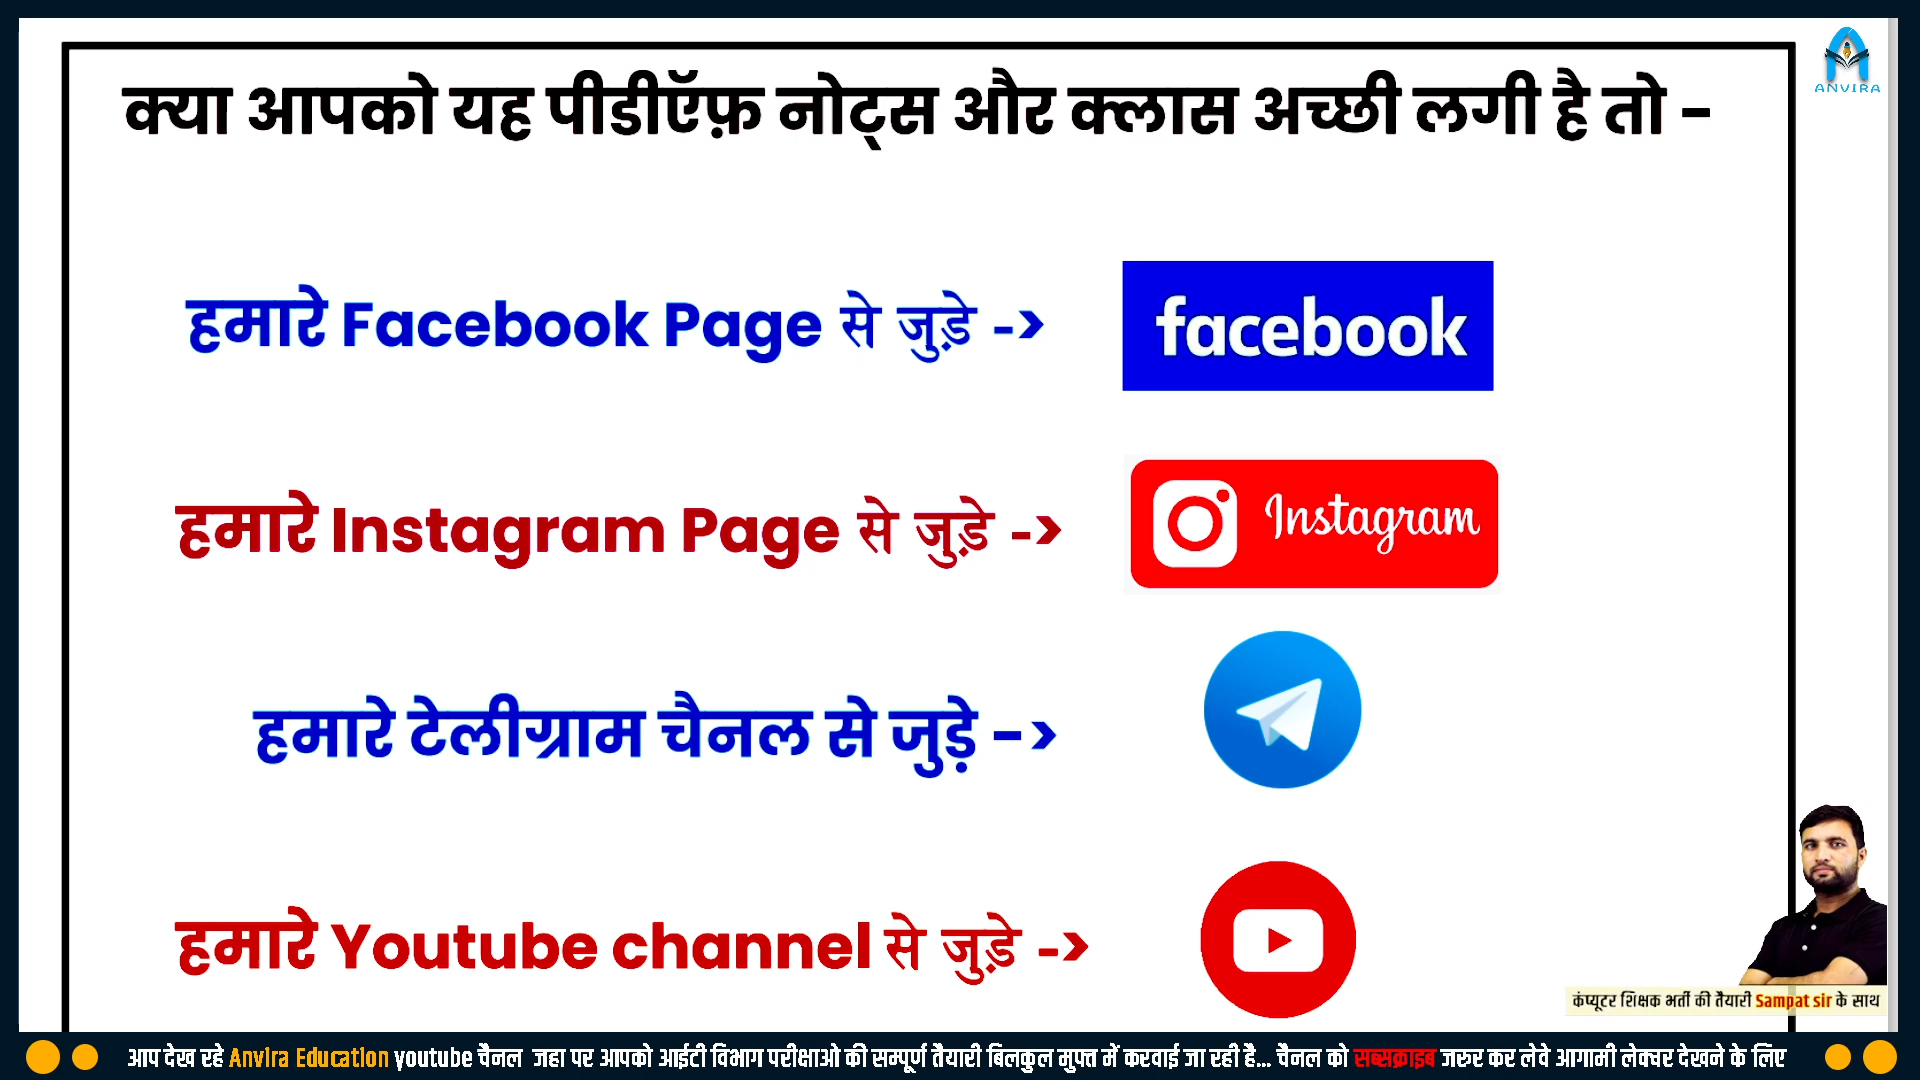 ANVIRA
क्या आपको यह पीडीऍफ़ नोट्स और क्लास अच्छी लगी है तो -
हमारे Facebook Page से जुड़े ->
facebook
हमारे Instagram Page से जुड़े ->
Instagram
हमारे टेलीग्राम चैनल से जुड़े ->
हमारे Youtube channel से जुड़े ->
कंप्यूटर शिक्षक भर्ती की तैयारी Sampat sir के साथ
आप देख रहे Anvira Education youtube चैनल जहा पर आपको आईटी विभाग परीक्षाओ की सम्पूर्ण तैयारी बिलकुल मुफ्त में करवाई जा रही है... चैनल को सब्सक्राइब जरुर कर लेवे आगामी लेक्चर देखने के लिए